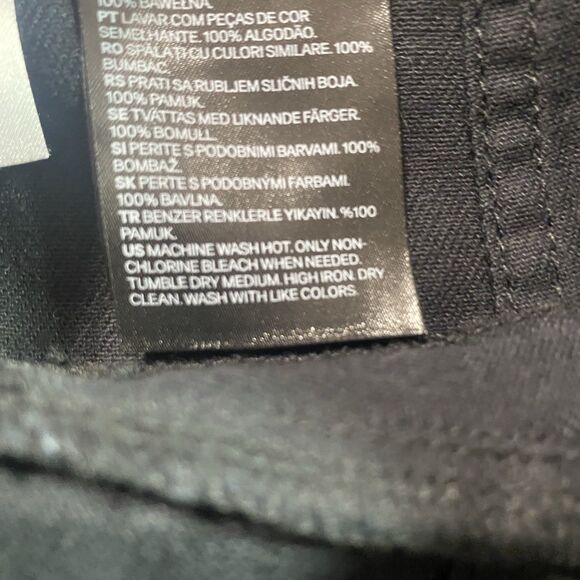 100% BAWEŁNA.
PT LAVAR COM PEÇAS DE COR
SEMELHANTE. 100% ALGODÃO.
RO SPĂLAȚI CU CULORI SIMILARE. 100%
BUMBAC.
RS PRATI SA RUBLJEM SLIČNIH BOJA.
100% PAMUK.
SE TVÄTTAS MED LIKNANDE FÄRGER.
100% BOMULL.
SI PERITE S PODOBNIMI BARVAMI. 100%
BOMBAŽ.
SK PERTE S PODOBNÝMI FARBAMI.
100% BAVLNA.
TR BENZER RENKLERLE YIKAYIN. %100
PAMUK.
US MACHINE WASH HOT. ONLY NON-
CHLORINE BLEACH WHEN NEEDED.
TUMBLE DRY MEDIUM. HIGH IRON. DRY
CLEAN. WASH WITH LIKE COLORS.